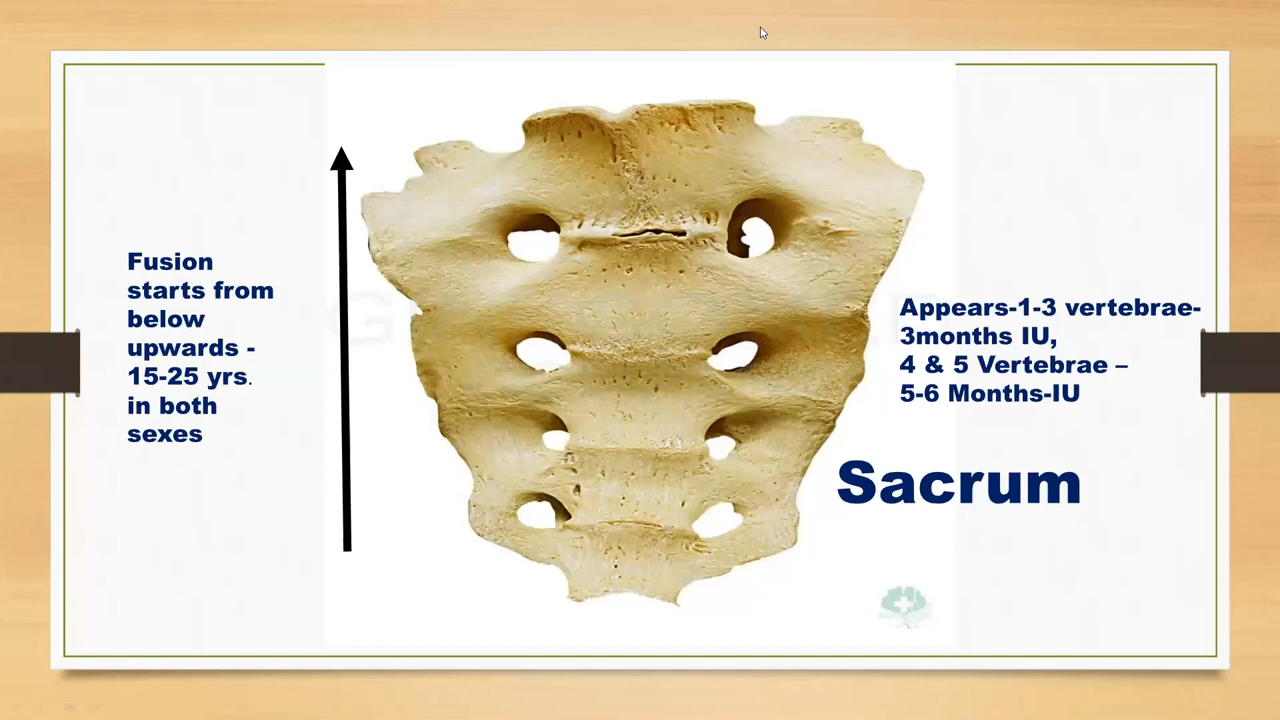 Fusion
starts from
below
upwards -
15-25 yrs.
in both
sexes
Appears-1-3 vertebrae-
3months IU,
4 & 5 Vertebrae –
5-6 Months-IU
Sacrum